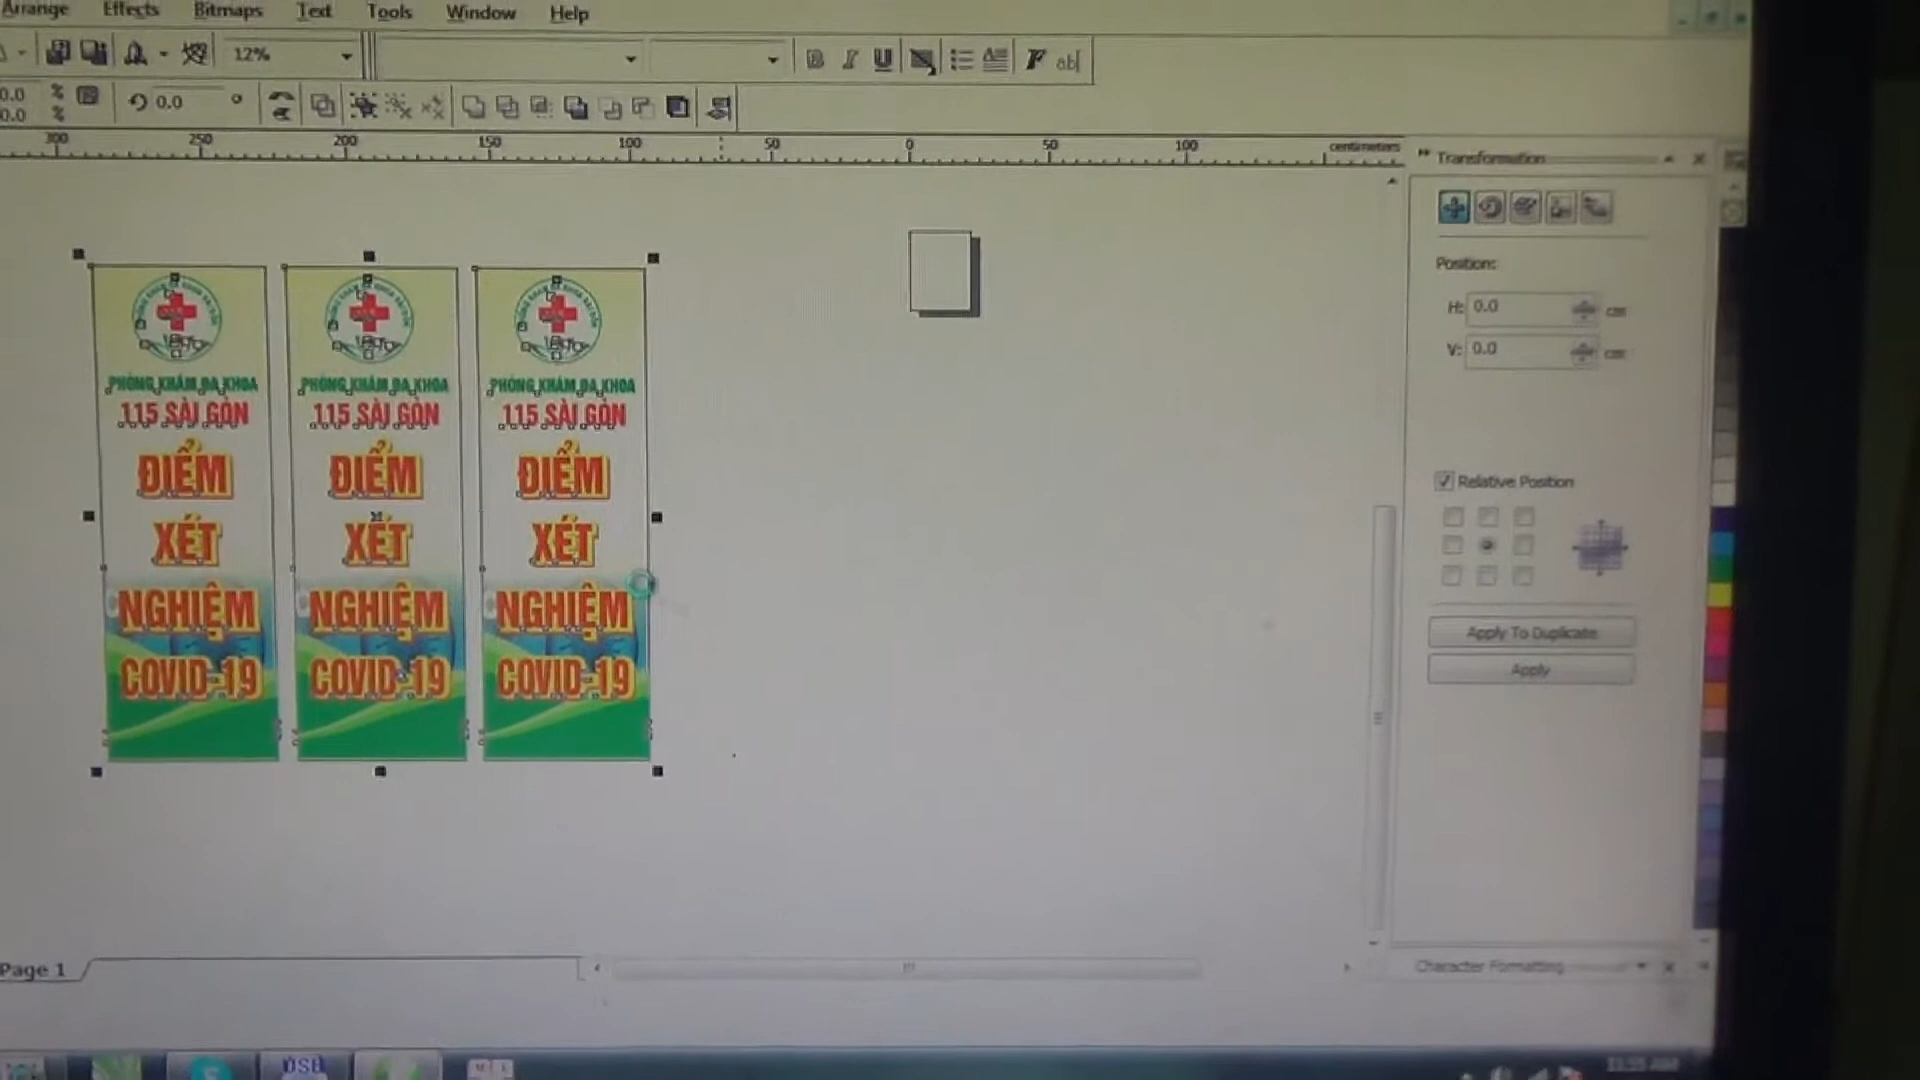 Arrange Effects Bitmaps Text Tools Window Help
12%
B I U F ab
0.0 %
0.0 %
0.0 °
300 250 200 150 100 50 0 50 100 centimeters
Transformation
Position:
H: 0.0 cm
V: 0.0 cm
Relative Position
Apply To Duplicate
Apply
Character Formatting
PHÒNG KHÁM ĐA KHOA
115 SÀI GÒN
ĐIỂM
XÉT
NGHIỆM
COVID-19
PHÒNG KHÁM ĐA KHOA
115 SÀI GÒN
ĐIỂM
XÉT
NGHIỆM
COVID-19
PHÒNG KHÁM ĐA KHOA
115 SÀI GÒN
ĐIỂM
XÉT
NGHIỆM
COVID-19
Page 1
11:55 AM